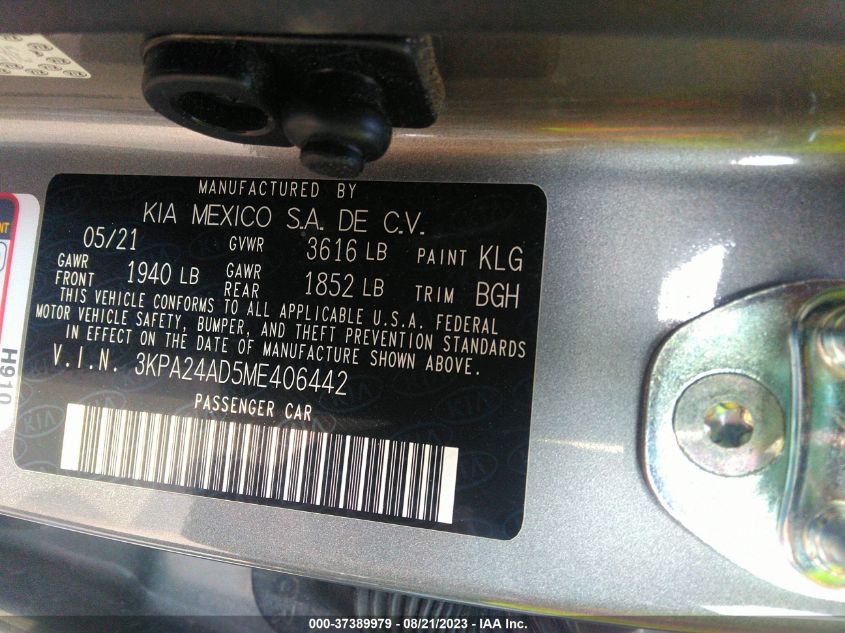 MANUFACTURED BY
KIA MEXICO S.A. DE C.V.
05/21 GVWR 3616 LB PAINT KLG
GAWR FRONT 1940 LB GAWR REAR 1852 LB TRIM BGH
THIS VEHICLE CONFORMS TO ALL APPLICABLE U.S.A. FEDERAL
MOTOR VEHICLE SAFETY, BUMPER, AND THEFT PREVENTION STANDARDS
IN EFFECT ON THE DATE OF MANUFACTURE SHOWN ABOVE.
V.I.N. 3KPA24AD5ME406442
PASSENGER CAR
H910
000-37389979 - 08/21/2023 - IAA Inc.